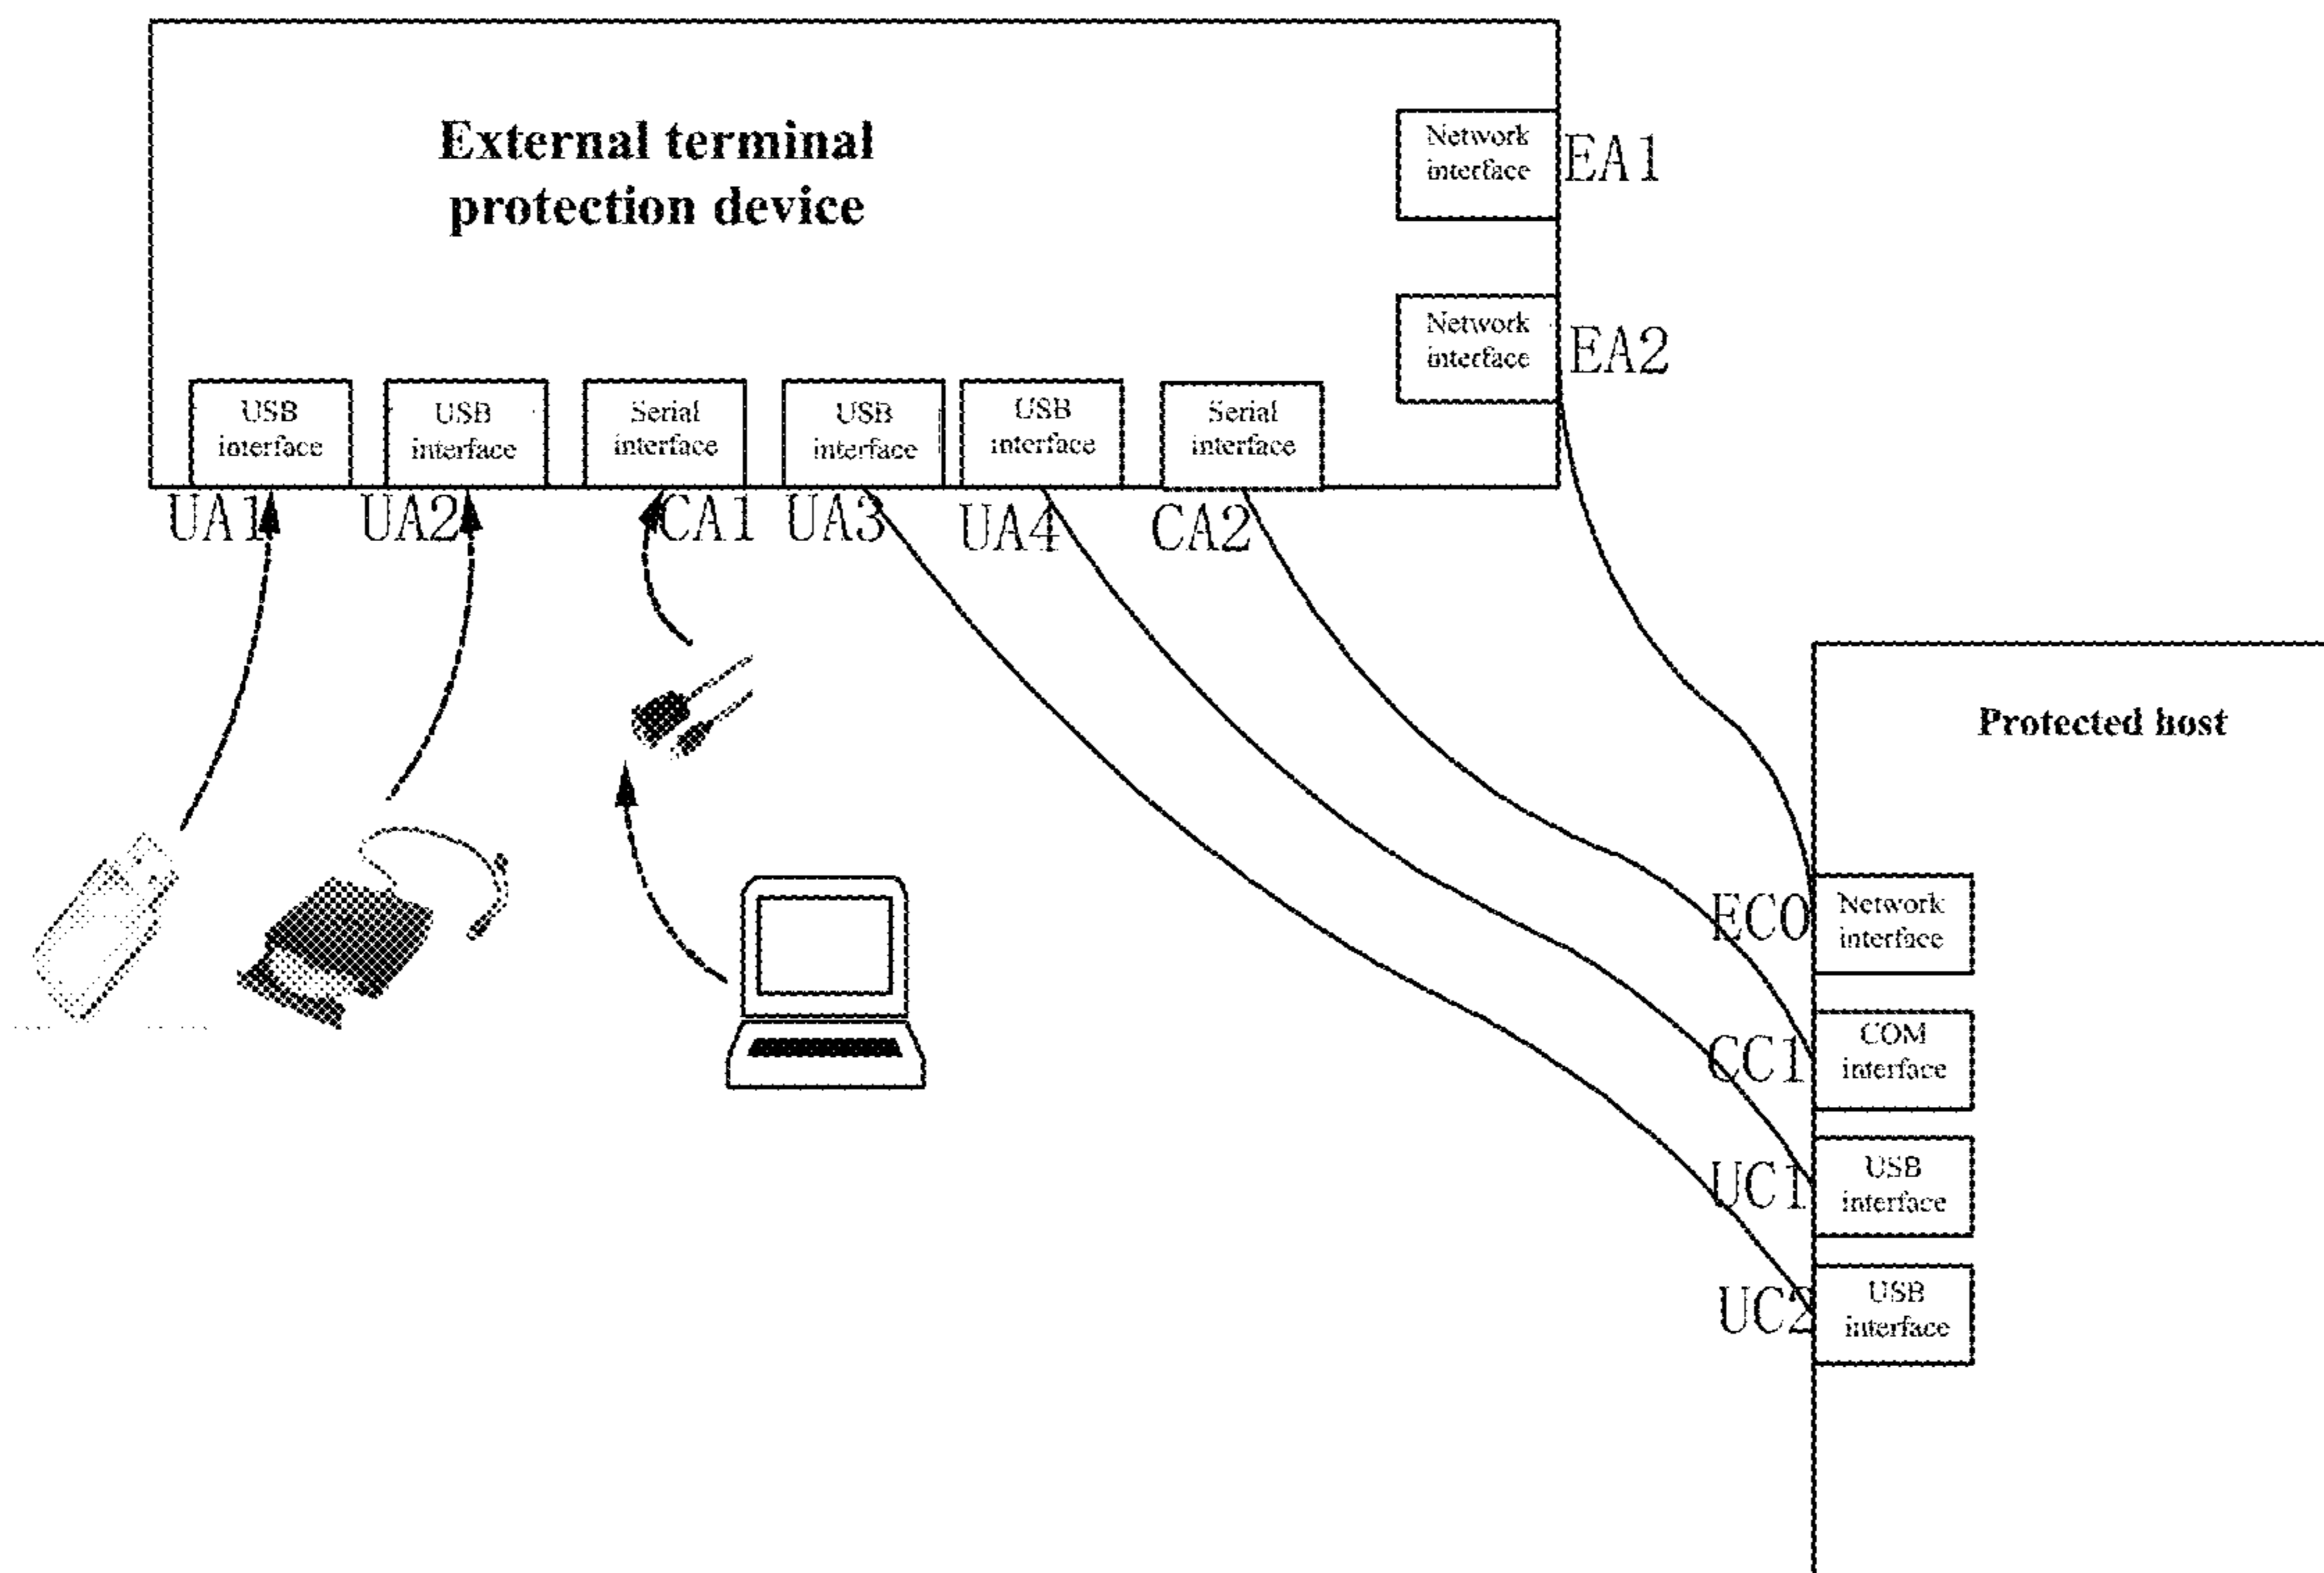 External terminal
protection device
Network
interface
EA1
Network
interface
EA2
USB
interface
USB
interface
Serial
interface
USB
interface
USB
interface
Serial
interface
UA1
UA2
CA1
UA3
UA4
CA2
Protected host
EC0
Network
interface
CC1
COM
interface
UC1
USB
interface
UC2
USB
interface